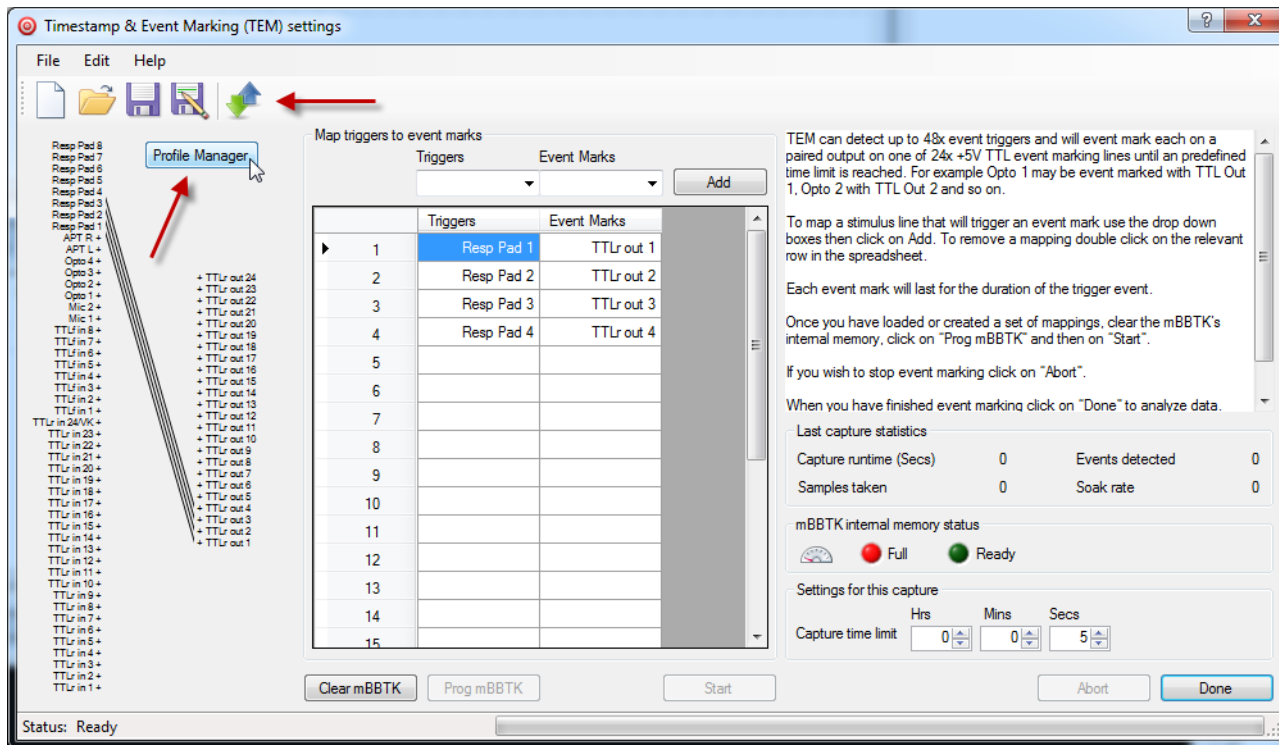 Timestamp & Event Marking (TEM) settings
File Edit Help
Profile Manager
Resp Pad 8
Resp Pad 7
Resp Pad 6
Resp Pad 5
Resp Pad 4
Resp Pad 3
Resp Pad 2
Resp Pad 1
APT R +
APT L +
Opto 4 +
Opto 3 +
Opto 2 +
Opto 1 +
Mic 2 +
Mic 1 +
TTLf in 8 +
TTLf in 7 +
TTLf in 6 +
TTLf in 5 +
TTLf in 4 +
TTLf in 3 +
TTLf in 2 +
TTLf in 1 +
TTLr in 24/VK +
TTLr in 23 +
TTLr in 22 +
TTLr in 21 +
TTLr in 20 +
TTLr in 19 +
TTLr in 18 +
TTLr in 17 +
TTLr in 16 +
TTLr in 15 +
TTLr in 14 +
TTLr in 13 +
TTLr in 12 +
TTLr in 11 +
TTLr in 10 +
TTLr in 9 +
TTLr in 8 +
TTLr in 7 +
TTLr in 6 +
TTLr in 5 +
TTLr in 4 +
TTLr in 3 +
TTLr in 2 +
TTLr in 1 +
+ TTLr out 24
+ TTLr out 23
+ TTLr out 22
+ TTLr out 21
+ TTLr out 20
+ TTLr out 19
+ TTLr out 18
+ TTLr out 17
+ TTLr out 16
+ TTLr out 15
+ TTLr out 14
+ TTLr out 13
+ TTLr out 12
+ TTLr out 11
+ TTLr out 10
+ TTLr out 9
+ TTLr out 8
+ TTLr out 7
+ TTLr out 6
+ TTLr out 5
+ TTLr out 4
+ TTLr out 3
+ TTLr out 2
+ TTLr out 1
Map triggers to event marks
Triggers Event Marks
Add
Triggers Event Marks
1 Resp Pad 1 TTLr out 1
2 Resp Pad 2 TTLr out 2
3 Resp Pad 3 TTLr out 3
4 Resp Pad 4 TTLr out 4
5
6
7
8
9
10
11
12
13
14
15
TEM can detect up to 48x event triggers and will event mark each on a
paired output on one of 24x +5V TTL event marking lines until an predefined
time limit is reached. For example Opto 1 may be event marked with TTL Out
1, Opto 2 with TTL Out 2 and so on.
To map a stimulus line that will trigger an event mark use the drop down
boxes then click on Add. To remove a mapping double click on the relevant
row in the spreadsheet.
Each event mark will last for the duration of the trigger event.
Once you have loaded or created a set of mappings, clear the mBBTK's
internal memory, click on "Prog mBBTK" and then on "Start".
If you wish to stop event marking click on "Abort".
When you have finished event marking click on "Done" to analyze data.
Last capture statistics
Capture runtime (Secs) 0 Events detected 0
Samples taken 0 Soak rate 0
mBBTK internal memory status
Full Ready
Settings for this capture
Hrs Mins Secs
Capture time limit 0 0 5
Clear mBBTK Prog mBBTK Start Abort Done
Status: Ready